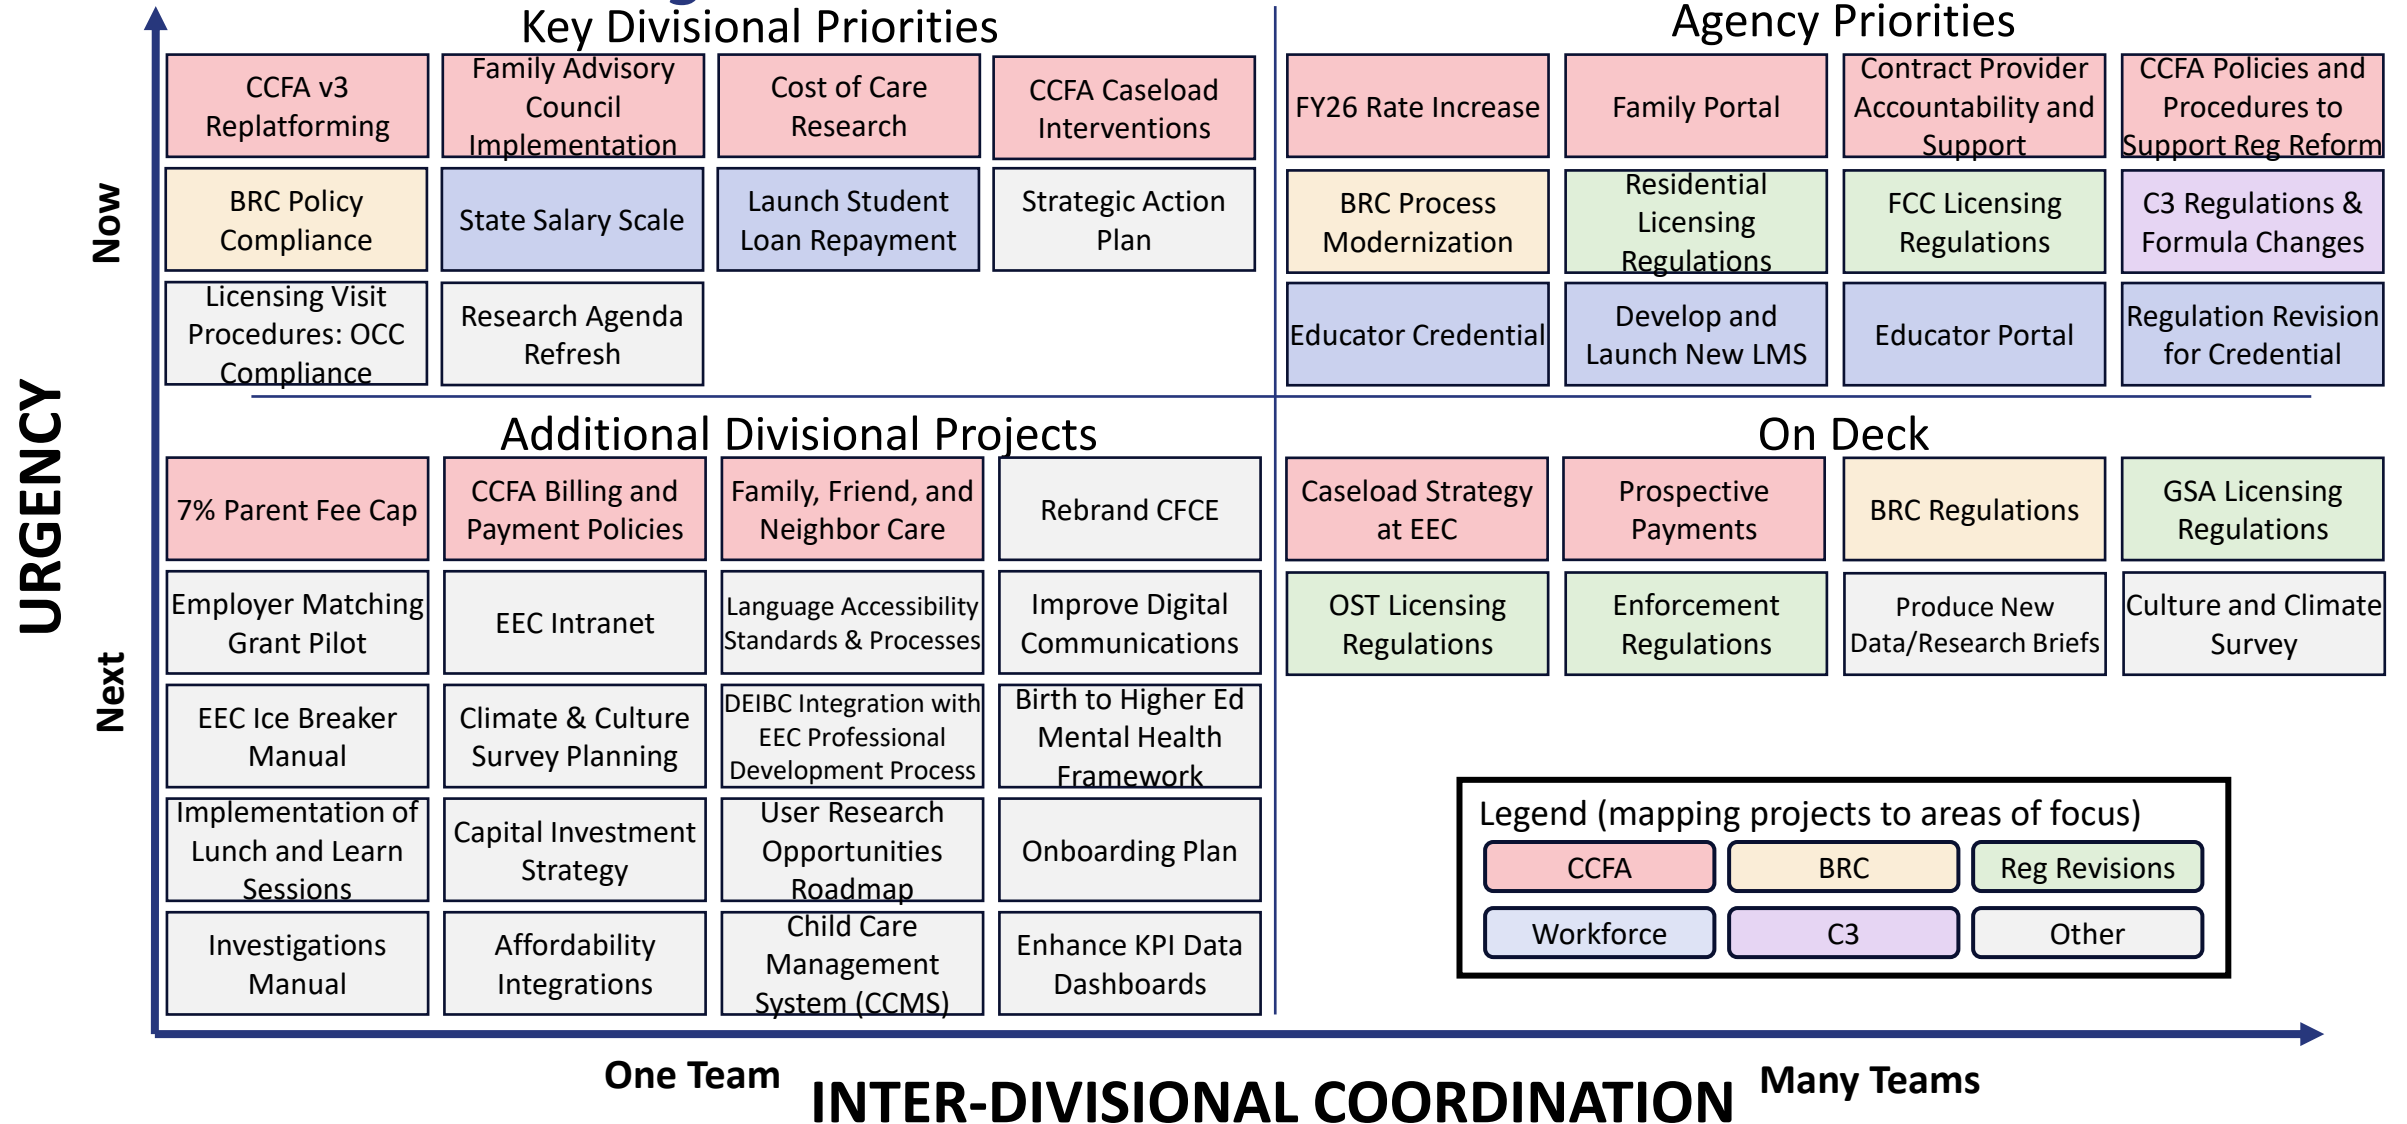 Key Divisional Priorities
Agency Priorities
CCFA v3
Replatforming
Family Advisory
Council
Implementation
Cost of Care
Research
CCFA Caseload
Interventions
FY26 Rate Increase
Family Portal
Contract Provider
Accountability and
Support
CCFA Policies and
Procedures to
Support Reg Reform
BRC Policy
Compliance
State Salary Scale
Launch Student
Loan Repayment
Strategic Action
Plan
BRC Process
Modernization
Residential
Licensing
Regulations
FCC Licensing
Regulations
C3 Regulations &
Formula Changes
Licensing Visit
Procedures: OCC
Compliance
Research Agenda
Refresh
Educator Credential
Develop and
Launch New LMS
Educator Portal
Regulation Revision
for Credential
Now
URGENCY
Next
Additional Divisional Projects
On Deck
7% Parent Fee Cap
CCFA Billing and
Payment Policies
Family, Friend, and
Neighbor Care
Rebrand CFCE
Caseload Strategy
at EEC
Prospective
Payments
BRC Regulations
GSA Licensing
Regulations
Employer Matching
Grant Pilot
EEC Intranet
Language Accessibility
Standards & Processes
Improve Digital
Communications
OST Licensing
Regulations
Enforcement
Regulations
Produce New
Data/Research Briefs
Culture and Climate
Survey
EEC Ice Breaker
Manual
Climate & Culture
Survey Planning
DEIBC Integration with
EEC Professional
Development Process
Birth to Higher Ed
Mental Health
Framework
Implementation of
Lunch and Learn
Sessions
Capital Investment
Strategy
User Research
Opportunities
Roadmap
Onboarding Plan
Investigations
Manual
Affordability
Integrations
Child Care
Management
System (CCMS)
Enhance KPI Data
Dashboards
Legend (mapping projects to areas of focus)
CCFA
BRC
Reg Revisions
Workforce
C3
Other
One Team
INTER-DIVISIONAL COORDINATION
Many Teams